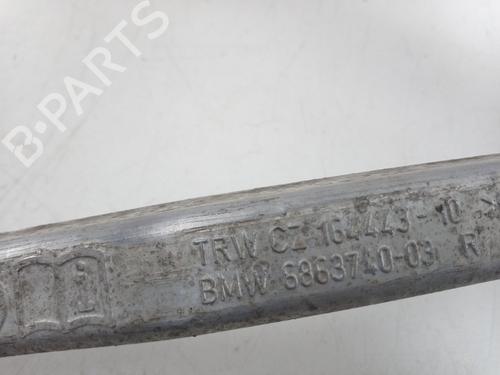 B-PARTS
TRW CZ 164443-10 >
BMW 6863740-03 R
i